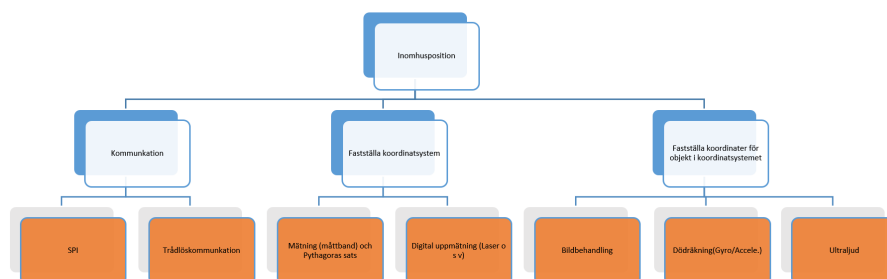 Inomhusposition
Kommunkation
Fastställa koordinatsystem
Fastställa koordinater för
objekt i koordinatsystemet
SPI
Trådlöskommunkation
Mätning (måttband) och
Pythagoras sats
Digital uppmätning (Laser o
s v)
Bildbehandling
Dödräkning(Gyro/Accele.)
Ultraljud